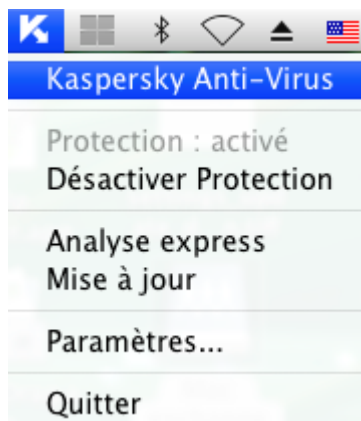 Kaspersky Anti-Virus
Protection : activé
Désactiver Protection
Analyse express
Mise à jour
Paramètres...
Quitter